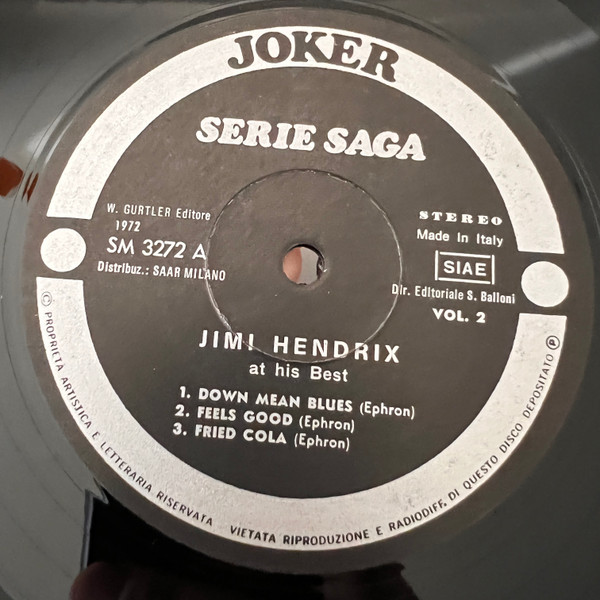 JOKER
SERIE SAGA
W. GURTLER Editore
1972
SM 3272 A
Distribuz.: SAAR MILANO
STEREO
Made In Italy
SIAE
Dir. Editoriale S. Balloni
VOL. 2
JIMI HENDRIX
at his Best
1. DOWN MEAN BLUES (Ephron)
2. FEELS GOOD (Ephron)
3. FRIED COLA (Ephron)
© PROPRIETÀ ARTISTICA E LETTERARIA RISERVATA VIETATA RIPRODUZIONE E RADIODIFF. DI QUESTO DISCO DEPOSITATO ℗